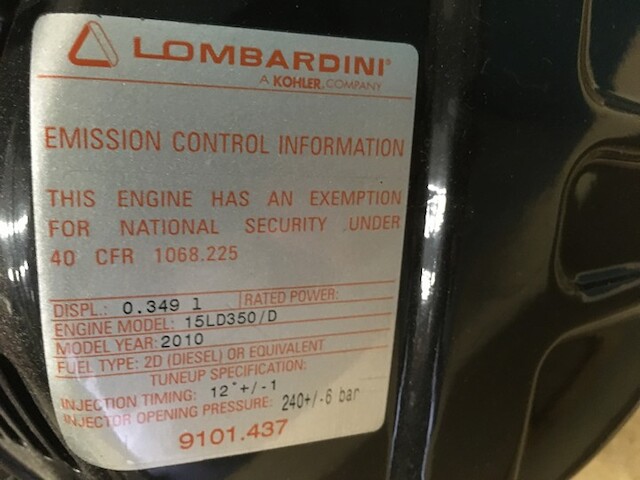 LOMBARDINI®
A KOHLER. COMPANY
EMISSION CONTROL INFORMATION
THIS ENGINE HAS AN EXEMPTION
FOR NATIONAL SECURITY UNDER
40 CFR 1068.225
DISPL.: 0.349 l RATED POWER:
ENGINE MODEL: 15LD350/D
MODEL YEAR: 2010
FUEL TYPE: 2D (DIESEL) OR EQUIVALENT
TUNEUP SPECIFICATION:
INJECTION TIMING: 12°+/-1
INJECTOR OPENING PRESSURE: 240+/-6 bar
9101.437